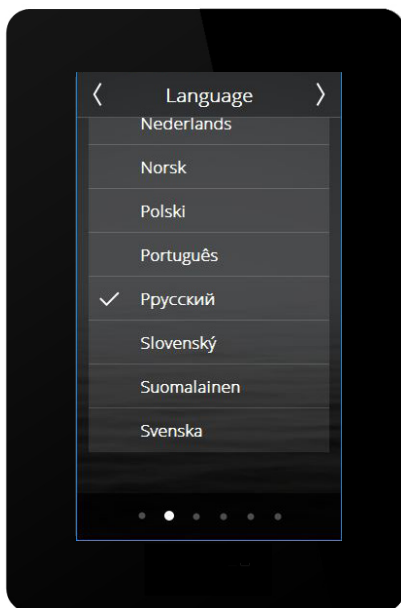 Language
Nederlands
Norsk
Polski
Português
Ррусский
Slovenský
Suomalainen
Svenska